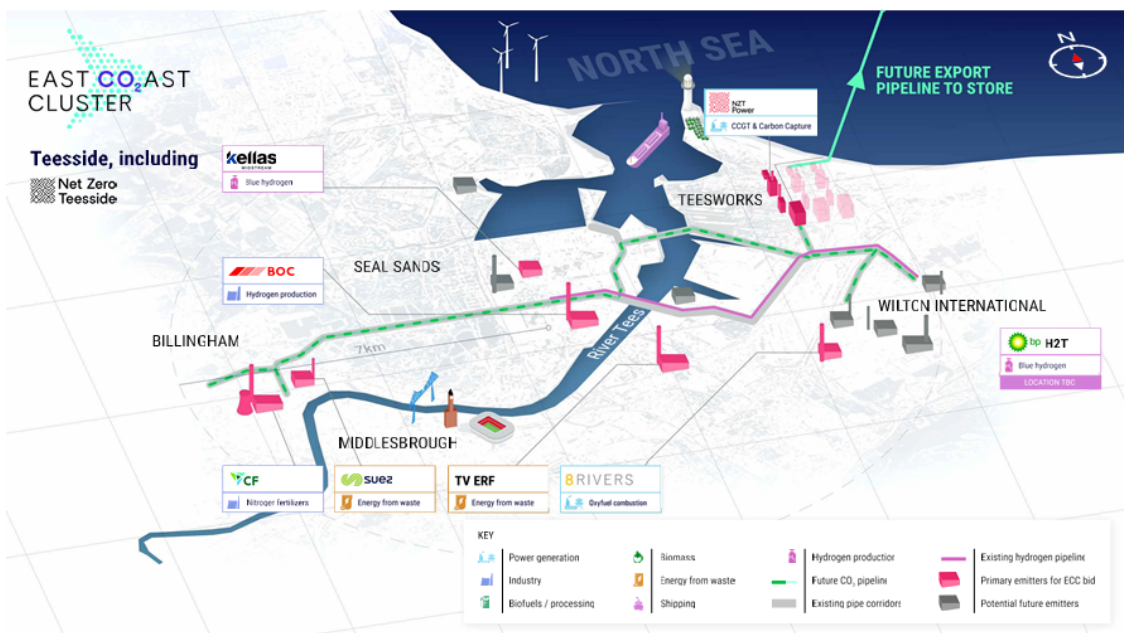 EAST CO₂AST
CLUSTER
Teesside, including
Net Zero
Teesside
NORTH SEA
N
FUTURE EXPORT
PIPELINE TO STORE
NZT
Power
CCGT & Carbon Capture
kellas
MIDSTREAM
Blue hydrogen
TEESWORKS
BOC
Hydrogen production
SEAL SANDS
WILTON INTERNATIONAL
BILLINGHAM
7km
River Tees
bp H2T
Blue hydrogen
LOCATION TBC
MIDDLESBROUGH
CF
Nitrogen fertilizers
suez
Energy from waste
TV ERF
Energy from waste
8RIVERS
Oxyfuel combustion
KEY
Power generation
Biomass
Hydrogen production
Existing hydrogen pipeline
Industry
Energy from waste
Future CO₂ pipeline
Primary emitters for ECC bid
Biofuels / processing
Shipping
Existing pipe corridors
Potential future emitters